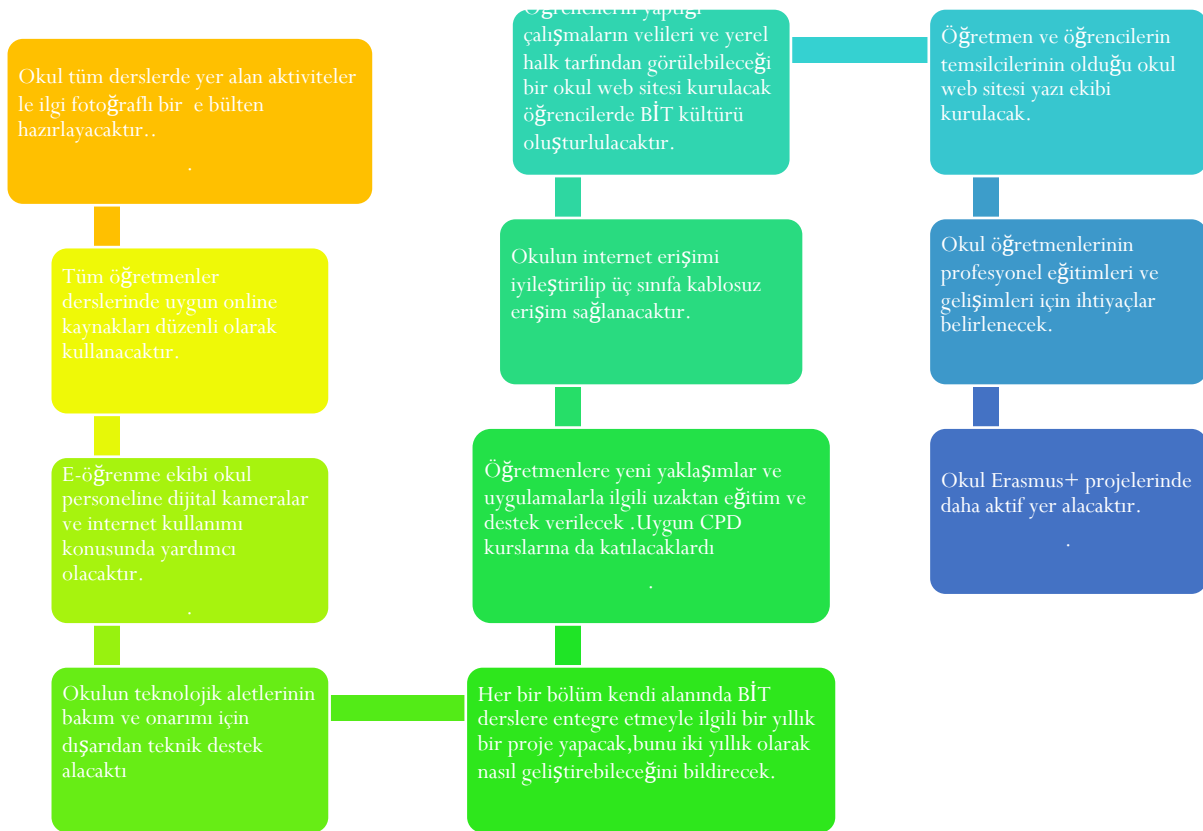 Okul tüm derslerde yer alan aktiviteler
le ilgi fotoğraflı bir e bülten
hazırlayacaktır..
.
Tüm öğretmenler
derslerinde uygun online
kaynakları düzenli olarak
kullanacaktır.
E-öğrenme ekibi okul
personeline dijital kameralar
ve internet kullanımı
konusunda yardımcı
olacaktır.
.
Okulun teknolojik aletlerinin
bakım ve onarımı için
dışarıdan teknik destek
alacaktı
Her bir bölüm kendi alanında BİT
derslere entegre etmeyle ilgili bir yıllık
bir proje yapacak,bunu iki yıllık olarak
nasıl geliştirebileceğini bildirecek.
Öğretmenlere yeni yaklaşımlar ve
uygulamalarla ilgili uzaktan eğitim ve
destek verilecek .Uygun CPD
kurslarına da katılacaklardı
.
Okulun internet erişimi
iyileştirilip üç sınıfa kablosuz
erişim sağlanacaktır.
Öğrencilerin yaptığı
çalışmaların velileri ve yerel
halk tarfından görülebileceği
bir okul web sitesi kurulacak
öğrencilerde BİT kültürü
oluşturlulacaktır.
Öğretmen ve öğrencilerin
temsilcilerinin olduğu okul
web sitesi yazı ekibi
kurulacak.
Okul öğretmenlerinin
profesyonel eğitimleri ve
gelişimleri için ihtiyaçlar
belirlenecek.
Okul Erasmus+ projelerinde
daha aktif yer alacaktır.
.